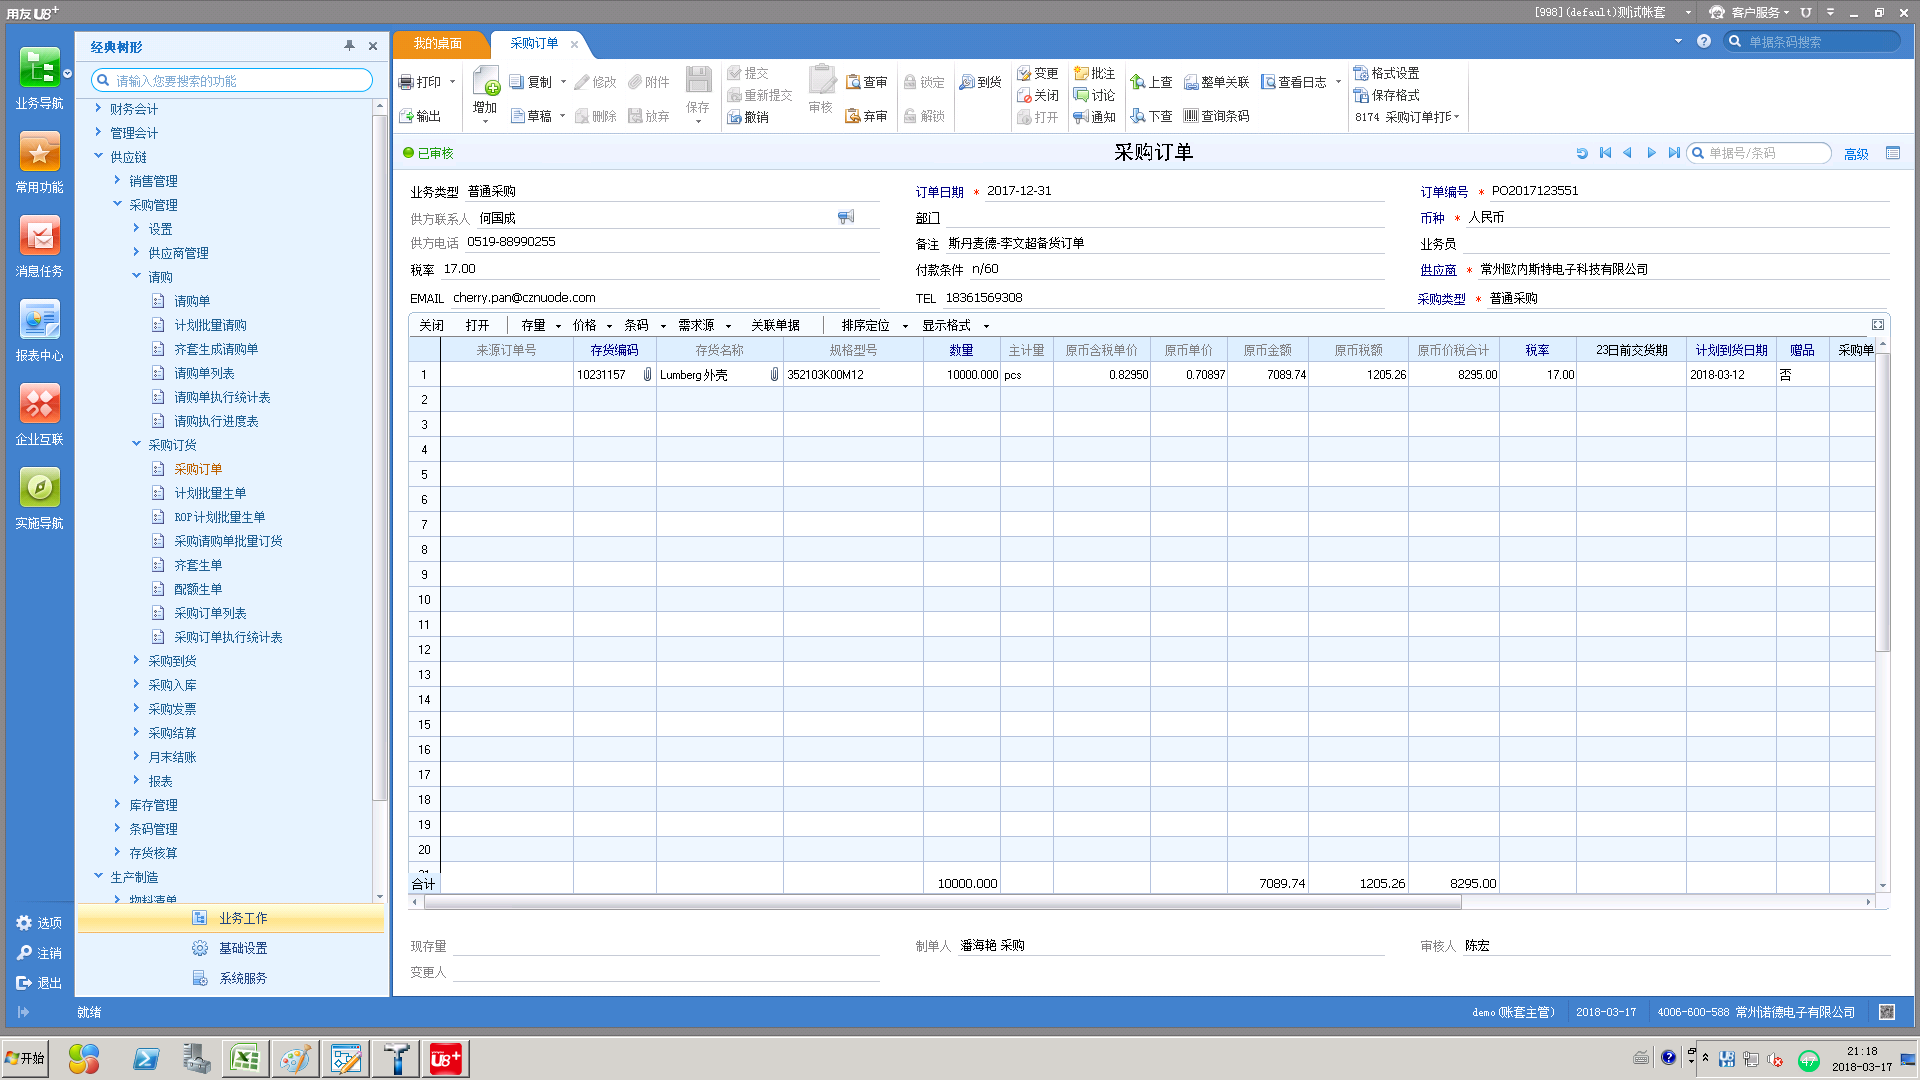 用友U8+
[998](default)测试帐套
客户服务
业务导航
常用功能
消息任务
报表中心
企业互联
实施导航
选项
注销
退出
经典树形
请输入您要搜索的功能
财务会计
管理会计
供应链
销售管理
采购管理
设置
供应商管理
请购
请购单
计划批量请购
齐套生成请购单
请购单列表
请购单执行统计表
请购执行进度表
采购订货
采购订单
计划批量生单
ROP计划批量生单
采购请购单批量订货
齐套生单
配额生单
采购订单列表
采购订单执行统计表
采购到货
采购入库
采购发票
采购结算
月末结账
报表
库存管理
条码管理
存货核算
生产制造
物料清单
业务工作
基础设置
系统服务
我的桌面
采购订单
单据条码搜索
打印
输出
增加
复制
草稿
修改
删除
附件
放弃
保存
提交
重新提交
撤销
审核
查审
弃审
锁定
解锁
到货
变更
关闭
打开
批注
讨论
通知
上查
下查
整单关联
查询条码
查看日志
格式设置
保存格式
8174 采购订单打印
已审核
采购订单
单据号/条码
高级
业务类型 普通采购
订单日期 * 2017-12-31
订单编号 * PO2017123551
供方联系人 何国成
部门
币种 * 人民币
供方电话 0519-88990255
备注 斯丹麦德-李文超备货订单
业务员
税率 17.00
付款条件 n/60
供应商 * 常州欧内斯特电子科技有限公司
EMAIL cherry.pan@cznuode.com
TEL 18361569308
采购类型 * 普通采购
关闭 打开 存量 价格 条码 需求源 关联单据 排序定位 显示格式
来源订单号 存货编码 存货名称 规格型号 数量 主计量 原币含税单价 原币单价 原币金额 原币税额 原币价税合计 税率 23日前交货期 计划到货日期 赠品 采购单
1 10231157 Lumberg 外壳 352103K00M12 10000.000 pcs 0.82950 0.70897 7089.74 1205.26 8295.00 17.00 2018-03-12 否
2
3
4
5
6
7
8
9
10
11
12
13
14
15
16
17
18
19
20
21
合计 10000.000 7089.74 1205.26 8295.00
现存量
制单人 潘海艳 采购
审核人 陈宏
变更人
就绪
demo(账套主管) 2018-03-17 4006-600-588 常州诺德电子有限公司
开始
U8+
47
21:18
2018-03-17